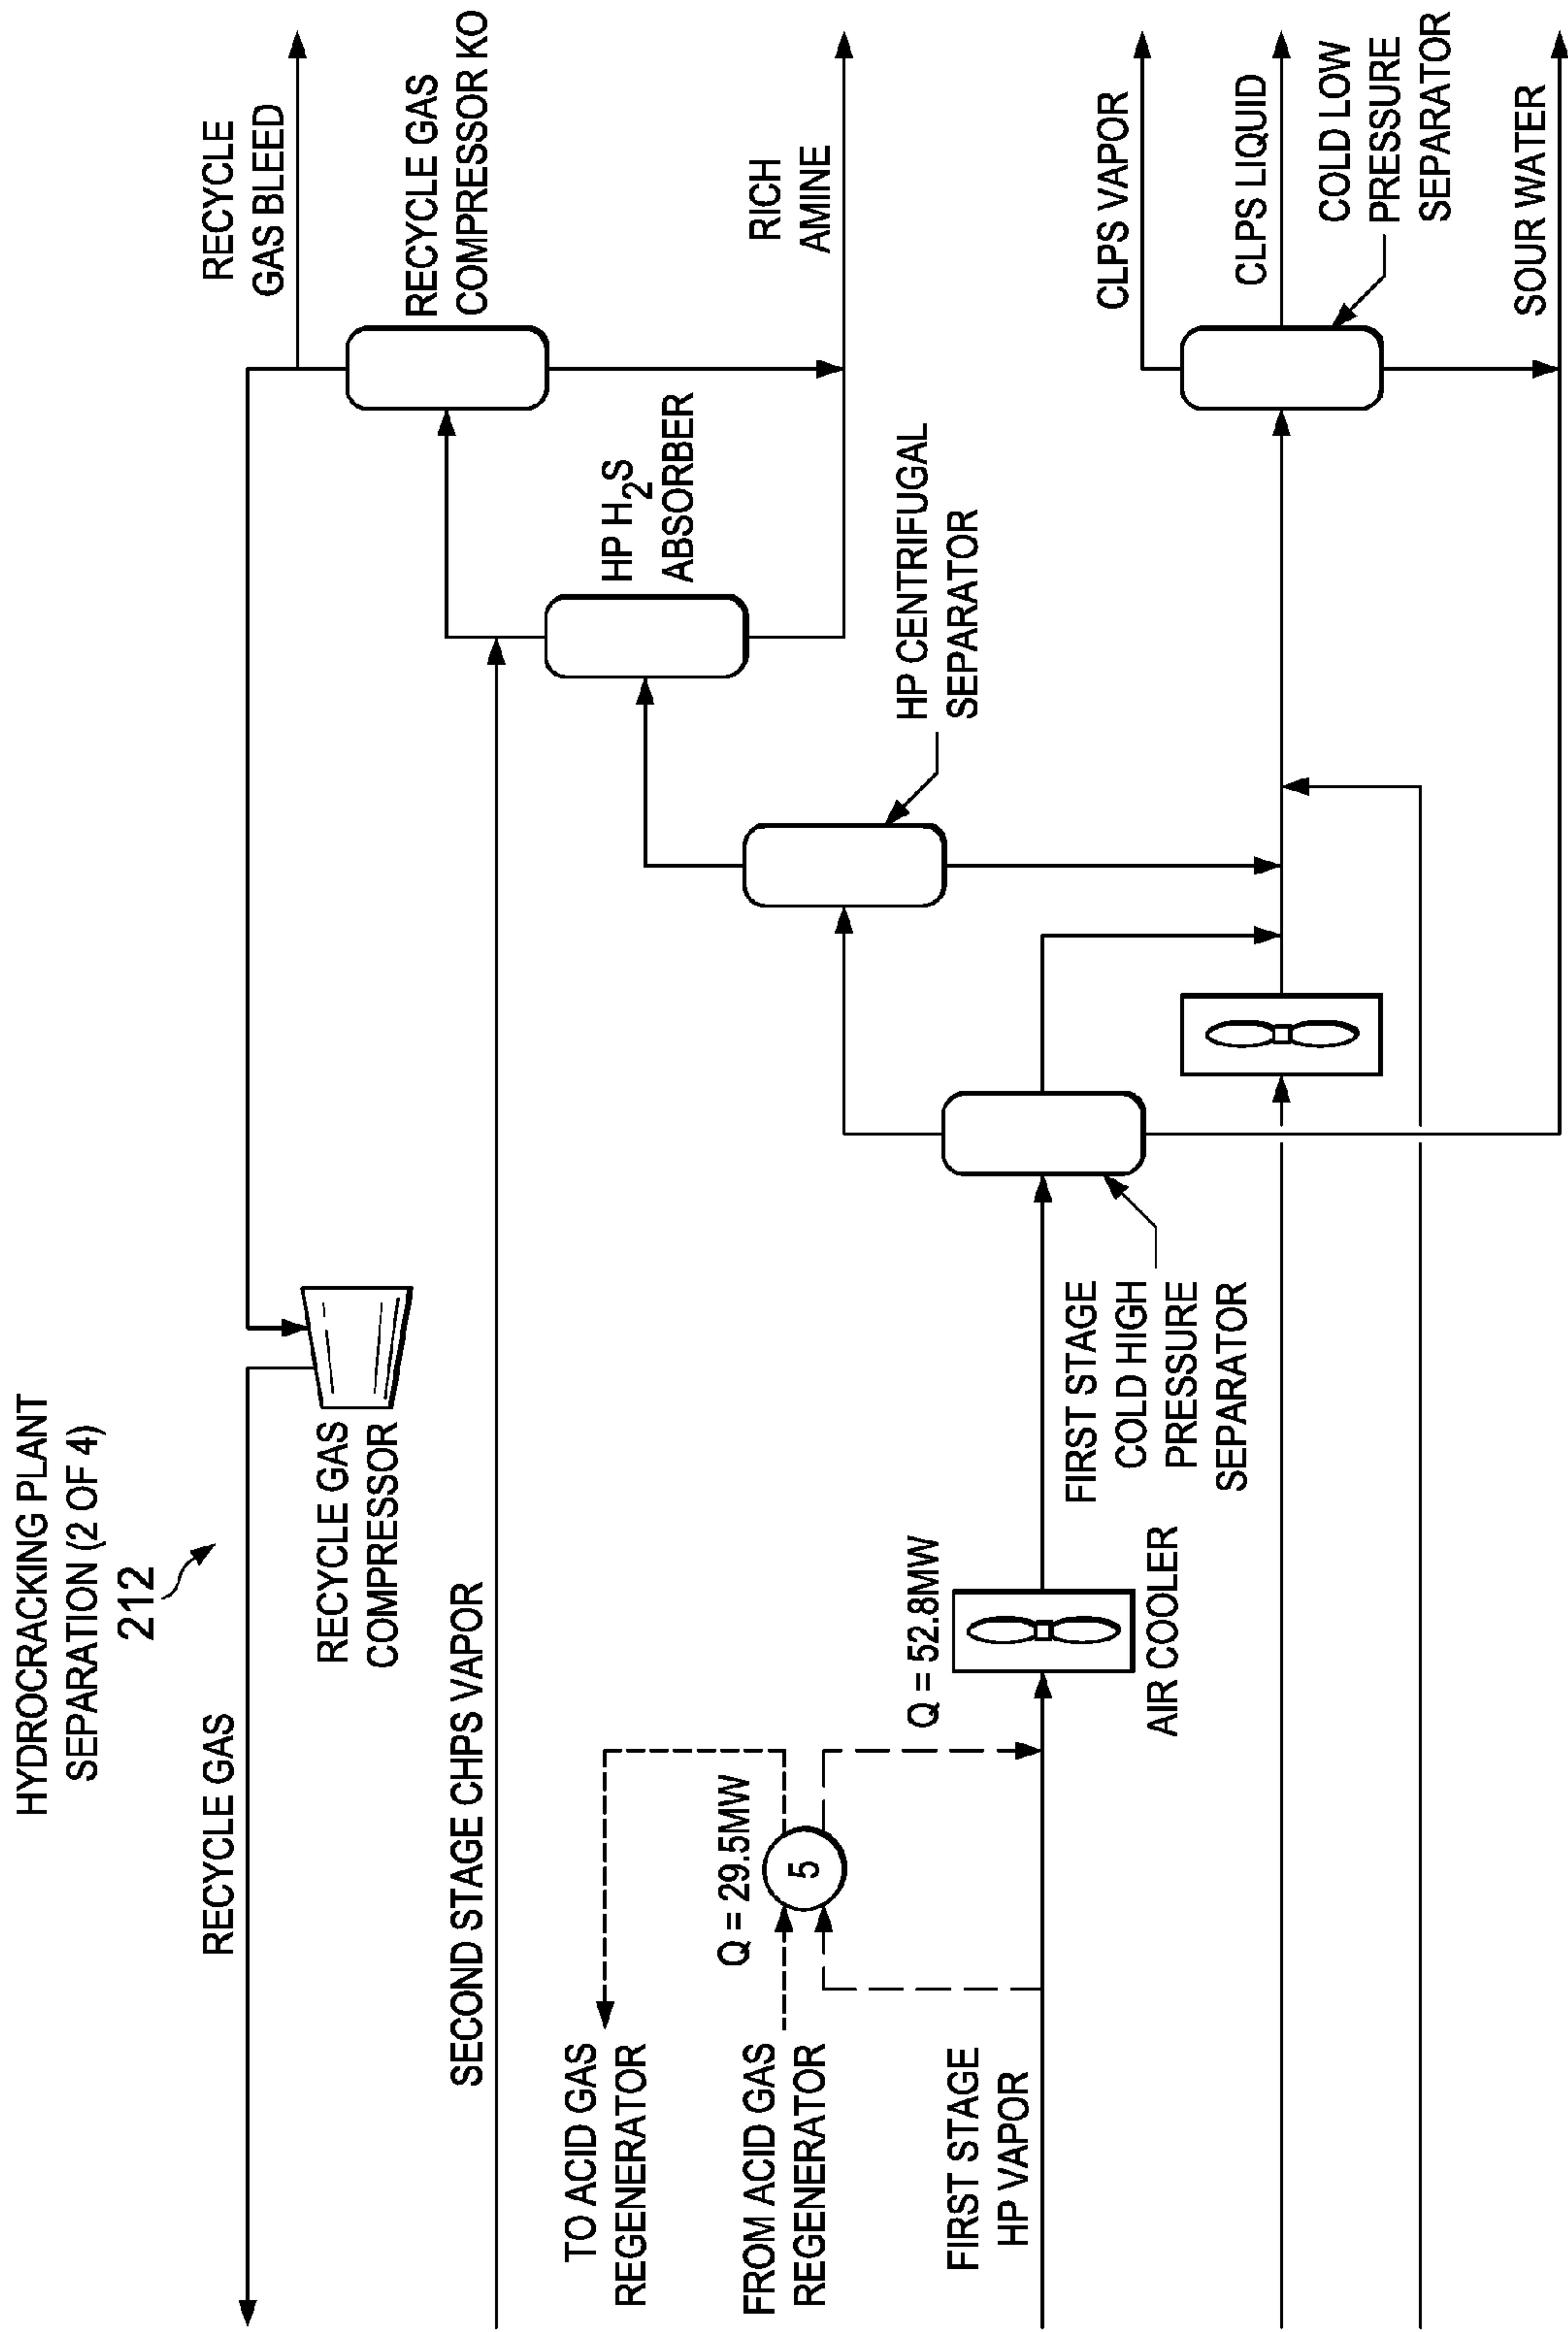 HYDROCRACKING PLANT
SEPARATION (2 OF 4)
212
RECYCLE GAS
RECYCLE GAS
COMPRESSOR
RECYCLE
GAS BLEED
RECYCLE GAS
COMPRESSOR KO
SECOND STAGE CHPS VAPOR
HP H2S
ABSORBER
RICH
AMINE
TO ACID GAS
REGENERATOR
Q = 29.5MW
5
FROM ACID GAS
REGENERATOR
HP CENTRIFUGAL
SEPARATOR
FIRST STAGE
HP VAPOR
Q = 52.8MW
AIR COOLER
FIRST STAGE
COLD HIGH
PRESSURE
SEPARATOR
CLPS VAPOR
CLPS LIQUID
COLD LOW
PRESSURE
SEPARATOR
SOUR WATER